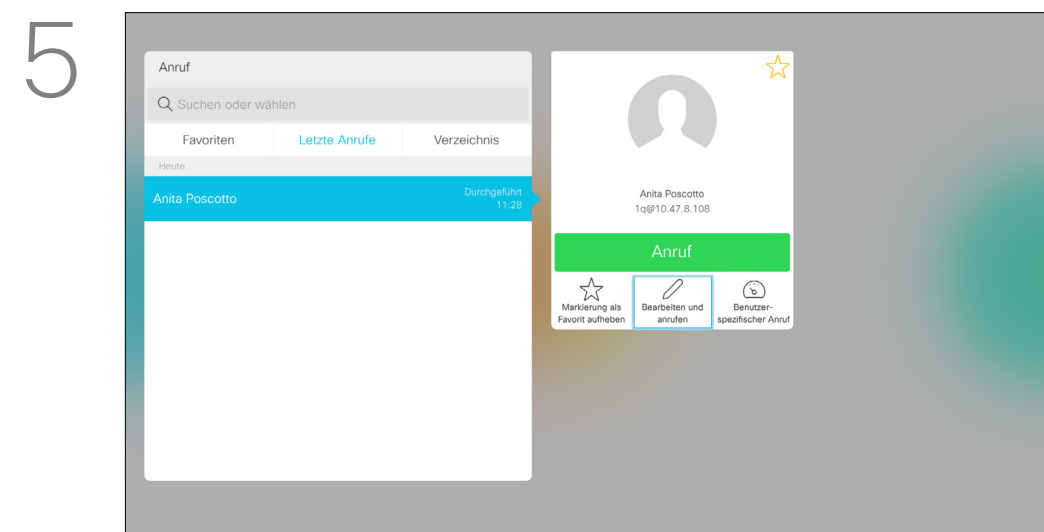 5
Anruf
Suchen oder wählen
Favoriten
Letzte Anrufe
Verzeichnis
Heute
Anita Poscotto
Durchgeführt
11:28
Anita Poscotto
1q@10.47.8.108
Anruf
Markierung als
Favorit aufheben
Bearbeiten und
anrufen
Benutzer-
spezifischer Anruf